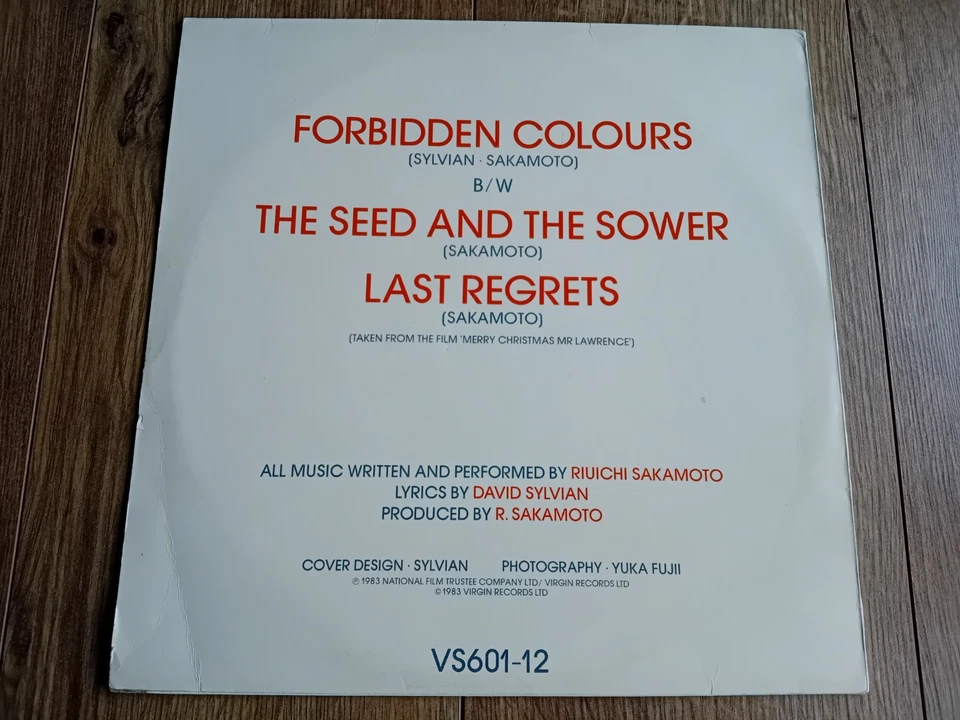 FORBIDDEN COLOURS
(SYLVIAN · SAKAMOTO)
B/W
THE SEED AND THE SOWER
(SAKAMOTO)
LAST REGRETS
(SAKAMOTO)
(TAKEN FROM THE FILM 'MERRY CHRISTMAS MR LAWRENCE')
ALL MUSIC WRITTEN AND PERFORMED BY RIUICHI SAKAMOTO
LYRICS BY DAVID SYLVIAN
PRODUCED BY R. SAKAMOTO
COVER DESIGN · SYLVIAN PHOTOGRAPHY · YUKA FUJII
℗ 1983 NATIONAL FILM TRUSTEE COMPANY LTD/ VIRGIN RECORDS LTD
© 1983 VIRGIN RECORDS LTD
VS601-12